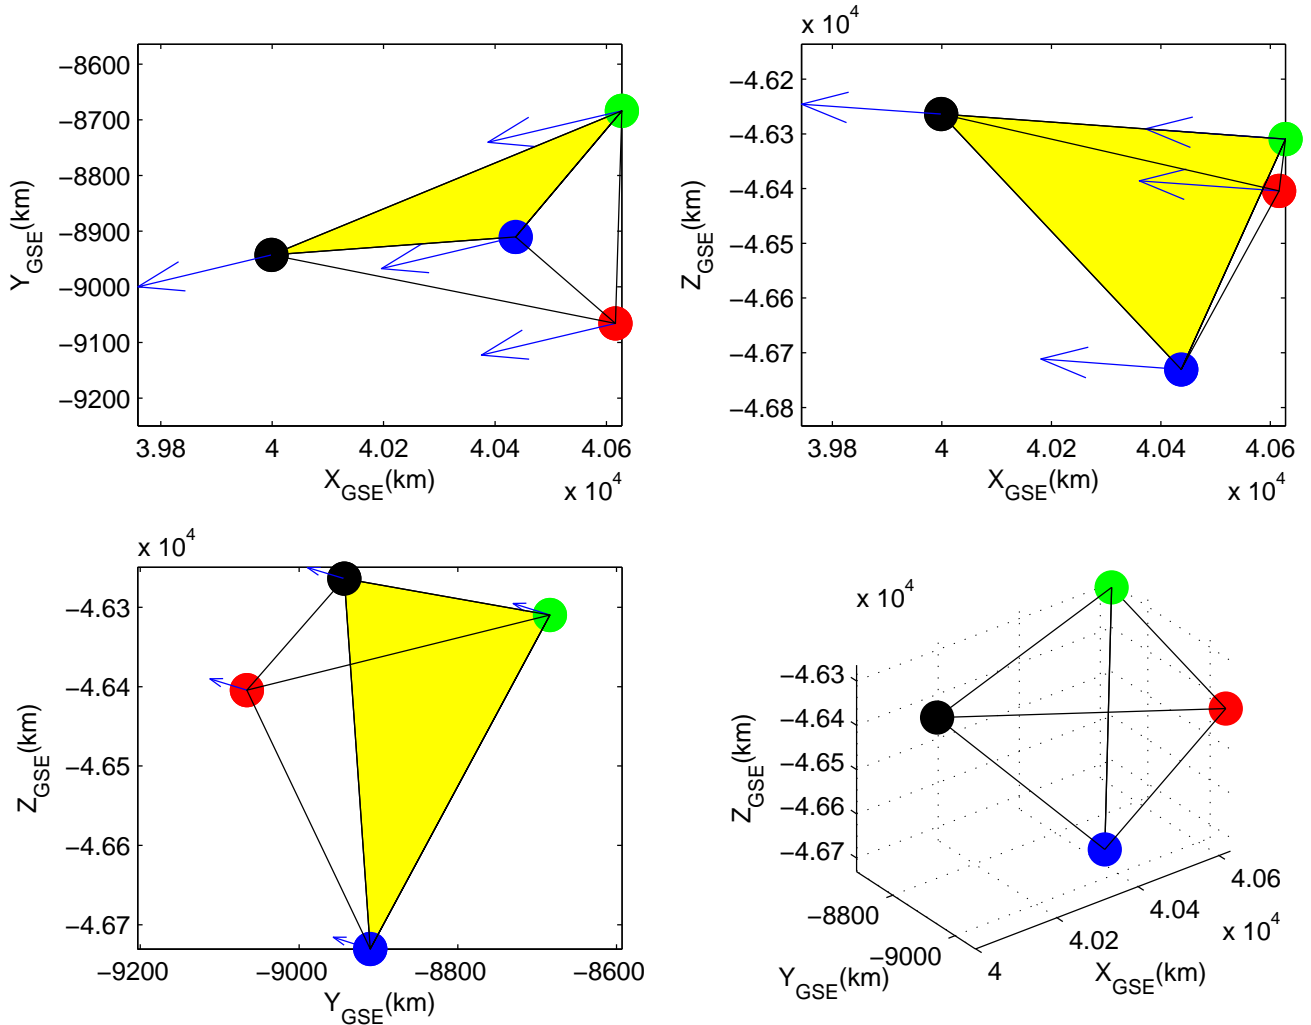 −8600
−8700
−8800
−8900
−9000
−9100
−9200
Y_GSE(km)
3.98 4 4.02 4.04 4.06
X_GSE(km)
x 10^4
x 10^4
−4.62
−4.63
−4.64
−4.65
−4.66
−4.67
−4.68
Z_GSE(km)
3.98 4 4.02 4.04 4.06
X_GSE(km)
x 10^4
x 10^4
−4.63
−4.64
−4.65
−4.66
−4.67
Z_GSE(km)
−9200 −9000 −8800 −8600
Y_GSE(km)
x 10^4
−4.63
−4.64
−4.65
−4.66
−4.67
Z_GSE(km)
−8800
−9000
Y_GSE(km)
4 4.02 4.04 4.06
x 10^4
X_GSE(km)